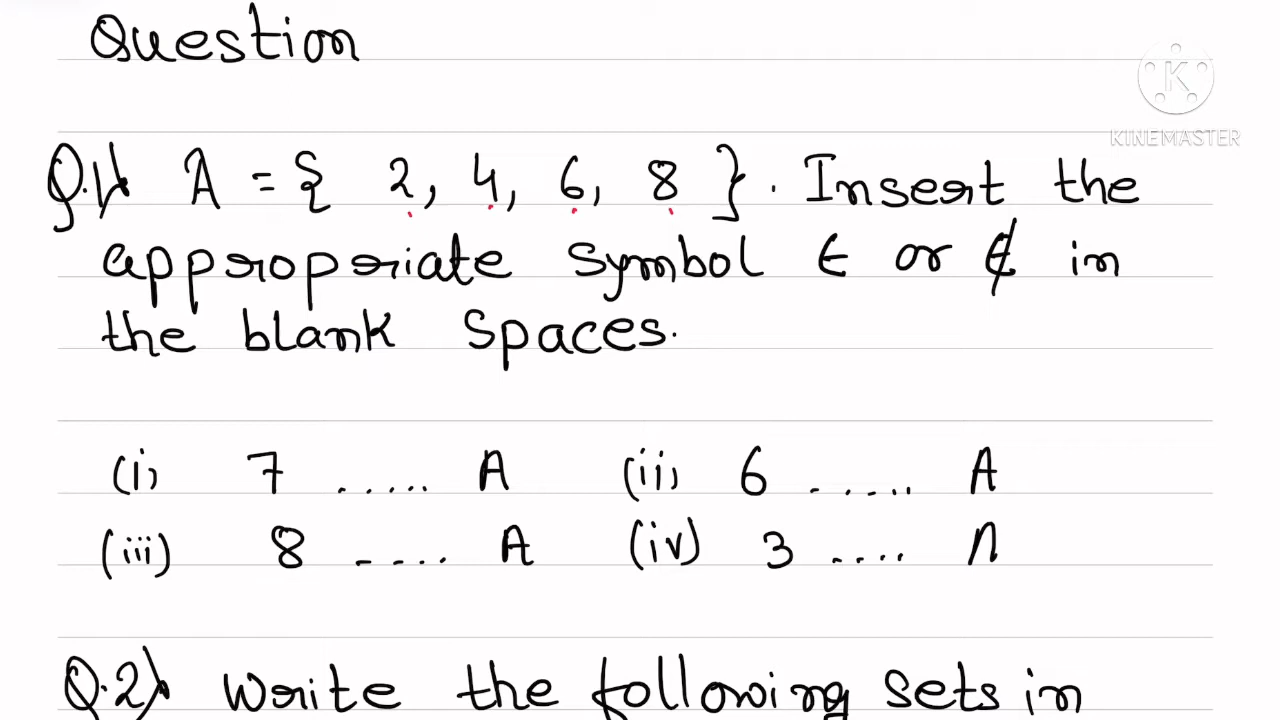 Question
KINEMASTER
Q.1) A = { 2, 4, 6, 8 }. Insert the
appropriate symbol ∈ or ∉ in
the blank spaces.
(i) 7 ..... A (ii) 6 ..... A
(iii) 8 ..... A (iv) 3 .... A
Q.2) Write the following sets in